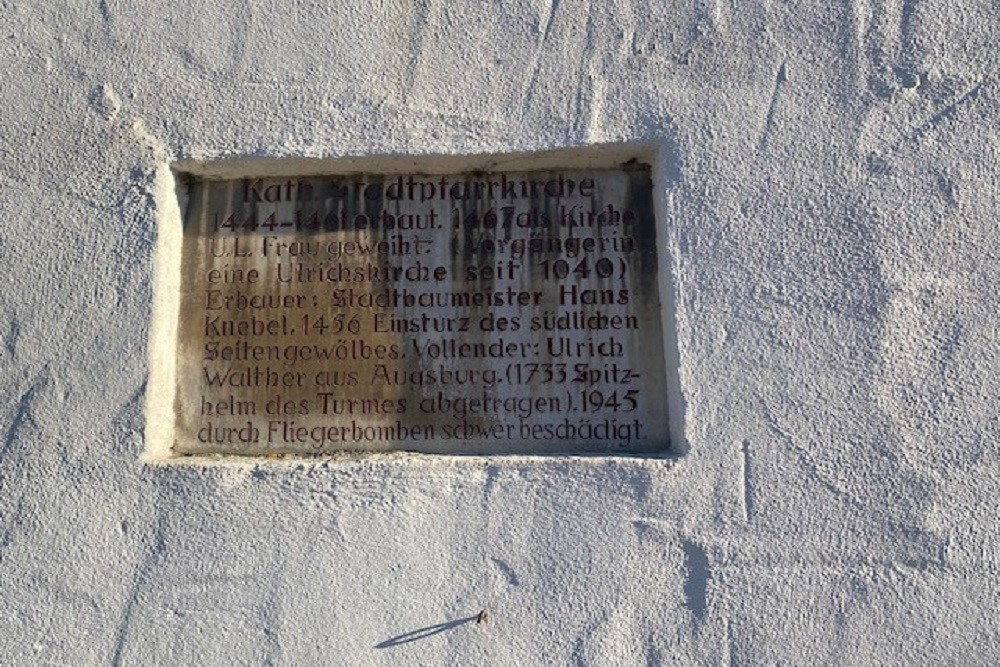 Kath. Stadtpfarrkirche
1444-1461 erbaut. 1467 als Kirche
U.L. Frau geweiht. (Vorgängerin
eine Ulrichskirche seit 1040)
Erbauer: Stadtbaumeister Hans
Knebel. 1456 Einsturz des südlichen
Seitengewölbes. Vollender: Ulrich
Walther aus Augsburg. (1733 Spitz-
helm des Turmes abgetragen). 1945
durch Fliegerbomben schwer beschädigt.